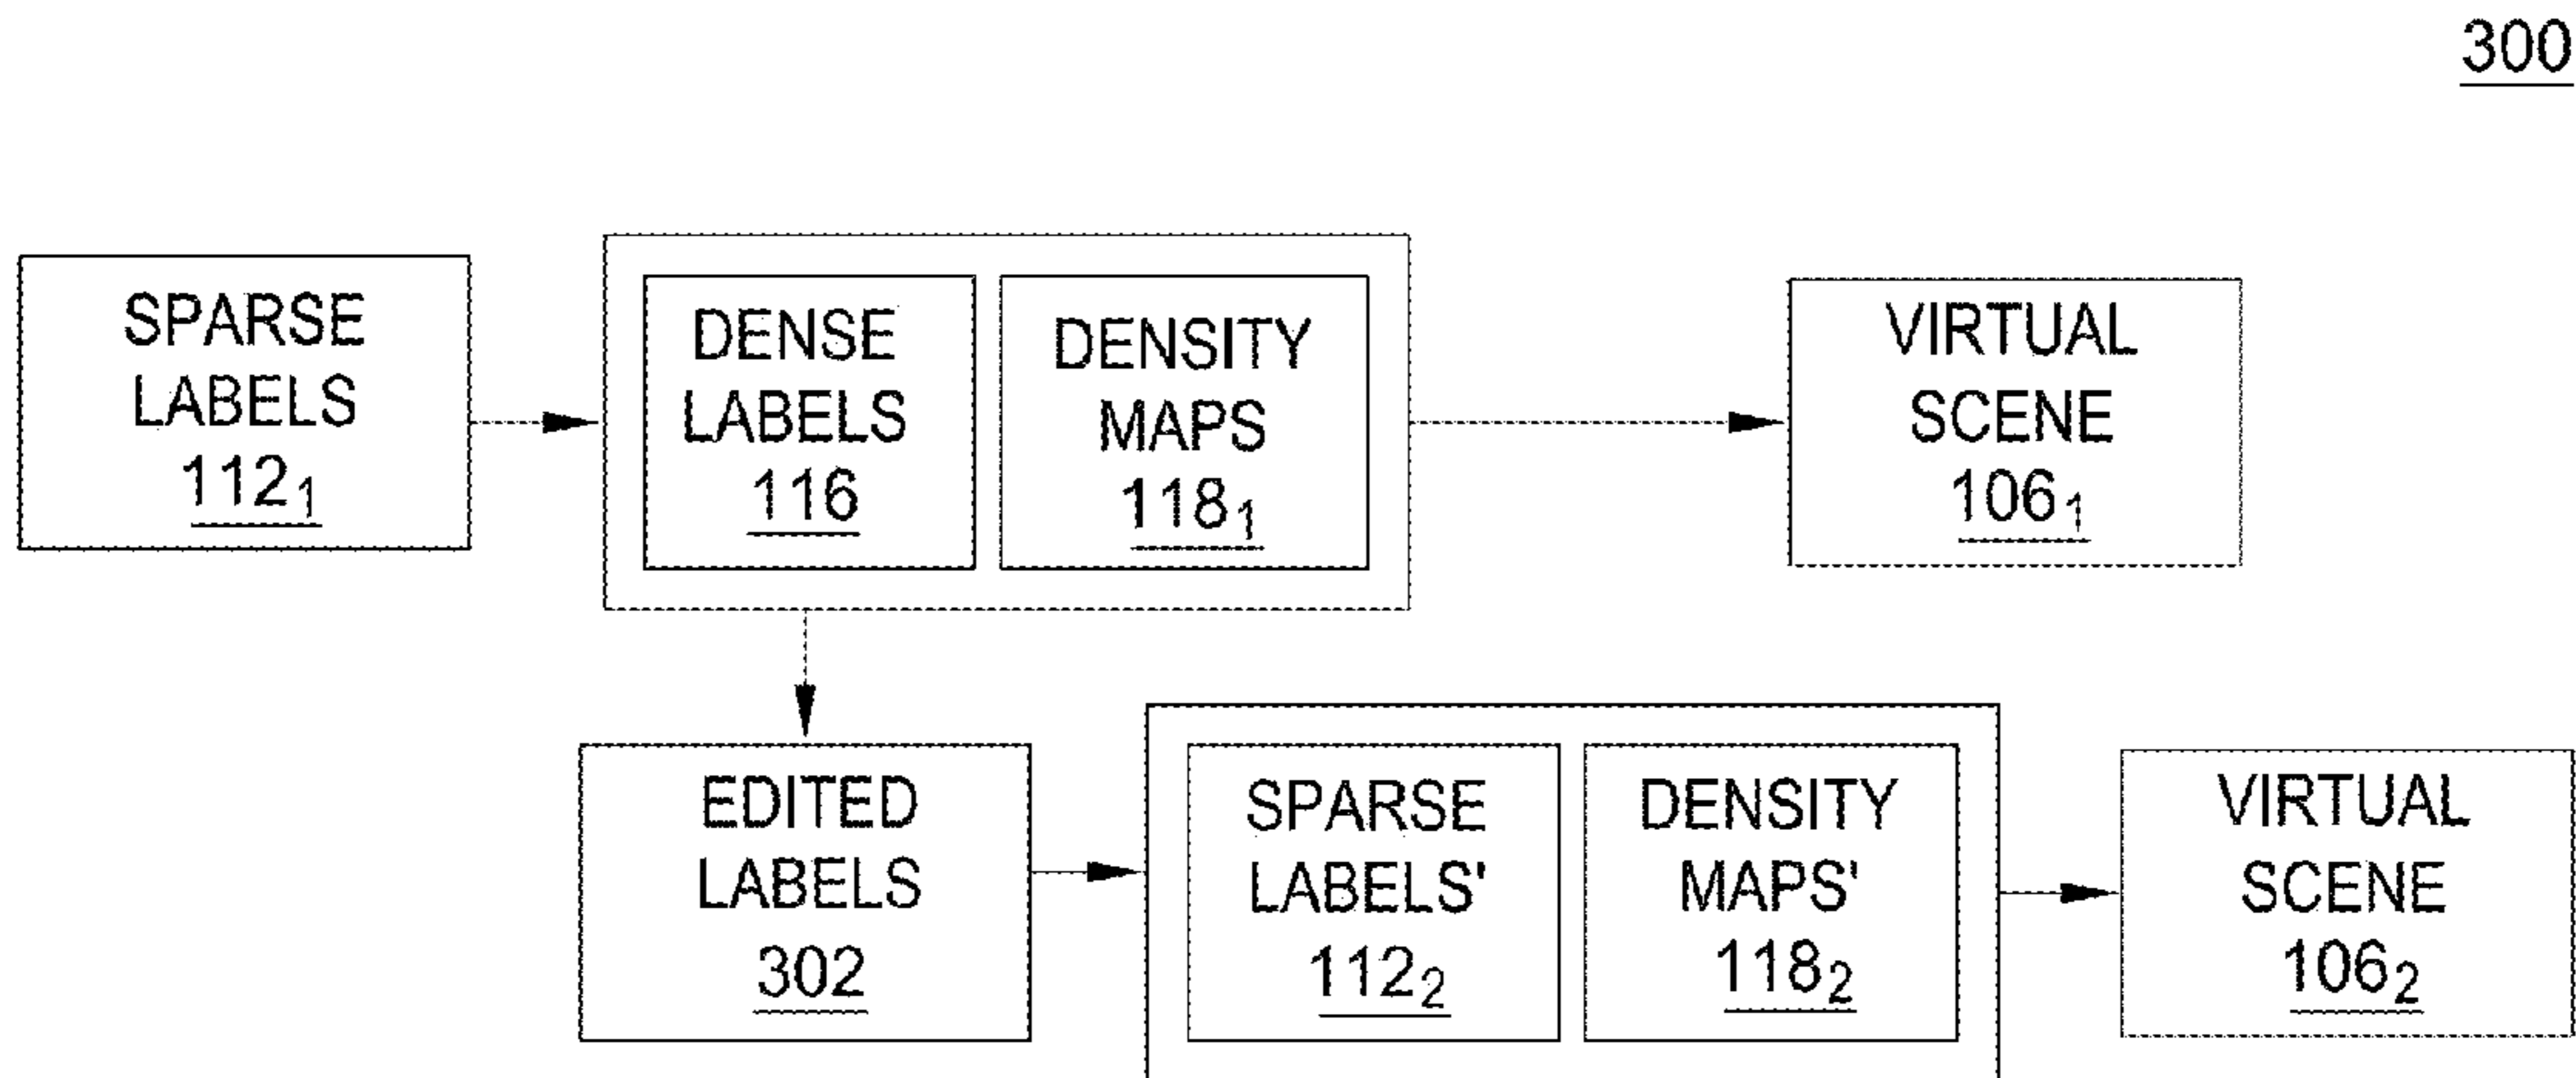 300
SPARSE
LABELS
112₁
DENSE
LABELS
116
DENSITY
MAPS
118₁
VIRTUAL
SCENE
106₁
EDITED
LABELS
302
SPARSE
LABELS'
112₂
DENSITY
MAPS'
118₂
VIRTUAL
SCENE
106₂